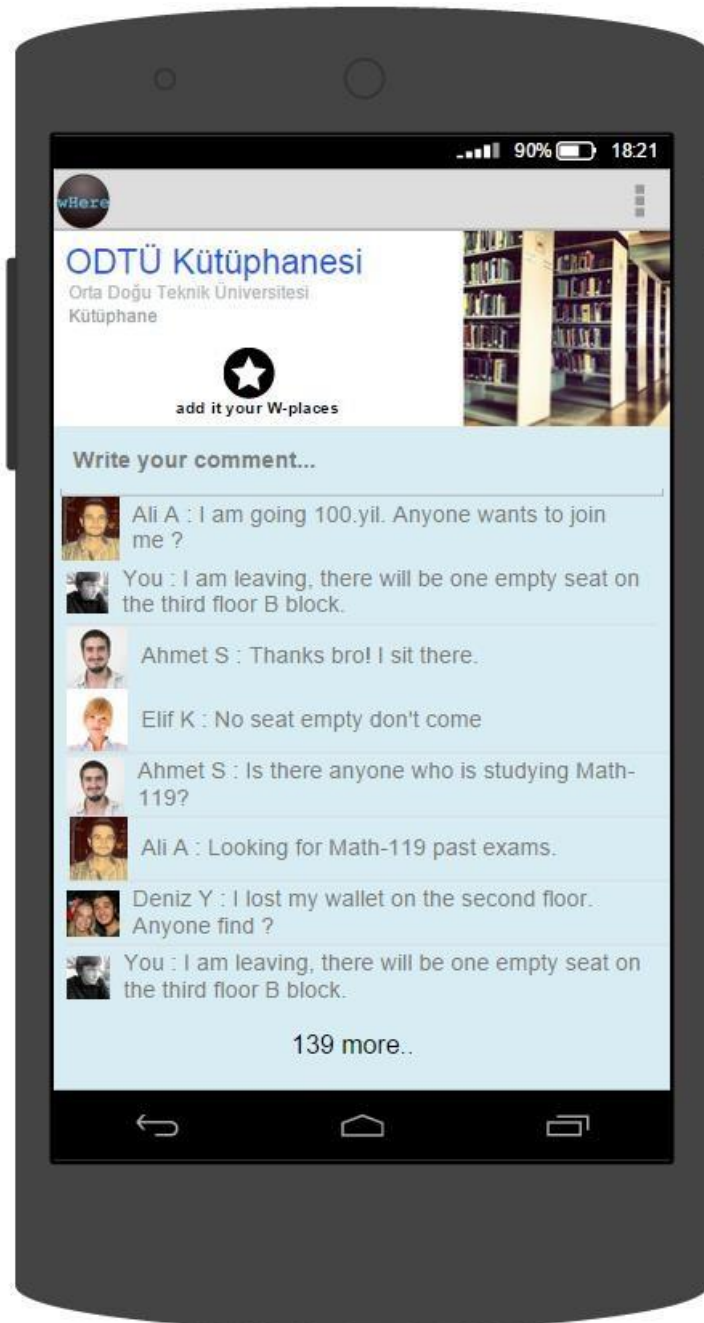 90% 18:21
wHere
ODTÜ Kütüphanesi
Orta Doğu Teknik Üniversitesi
Kütüphane
add it your W-places
Write your comment...
Ali A : I am going 100.yil. Anyone wants to join
me ?
You : I am leaving, there will be one empty seat on
the third floor B block.
Ahmet S : Thanks bro! I sit there.
Elif K : No seat empty don't come
Ahmet S : Is there anyone who is studying Math-
119?
Ali A : Looking for Math-119 past exams.
Deniz Y : I lost my wallet on the second floor.
Anyone find ?
You : I am leaving, there will be one empty seat on
the third floor B block.
139 more..